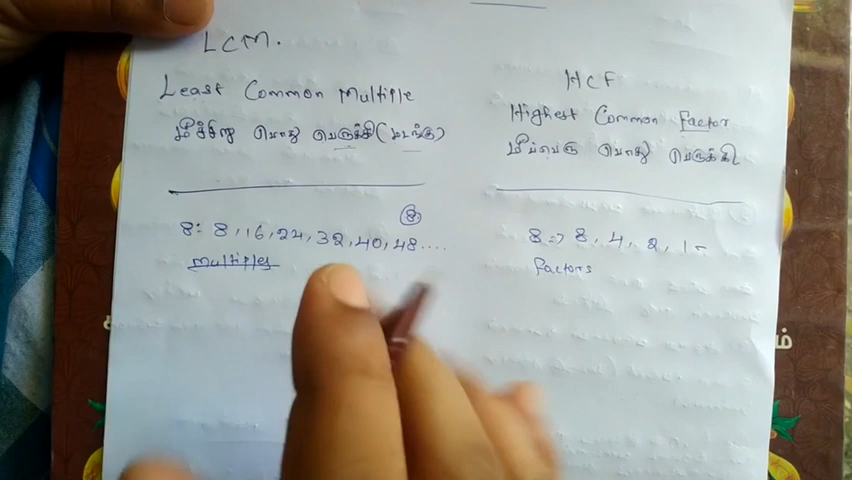 LCM.
Least Common Multiple
மீச்சிறு பொது பெருக்கி (மடங்கு)
8: 8, 16, 24, 32, 40, 48....
8
Multiples
HCF
Highest Common Factor
மீப்பெரு பொது பெருக்கி
8 => 8, 4, 2, 1
factors